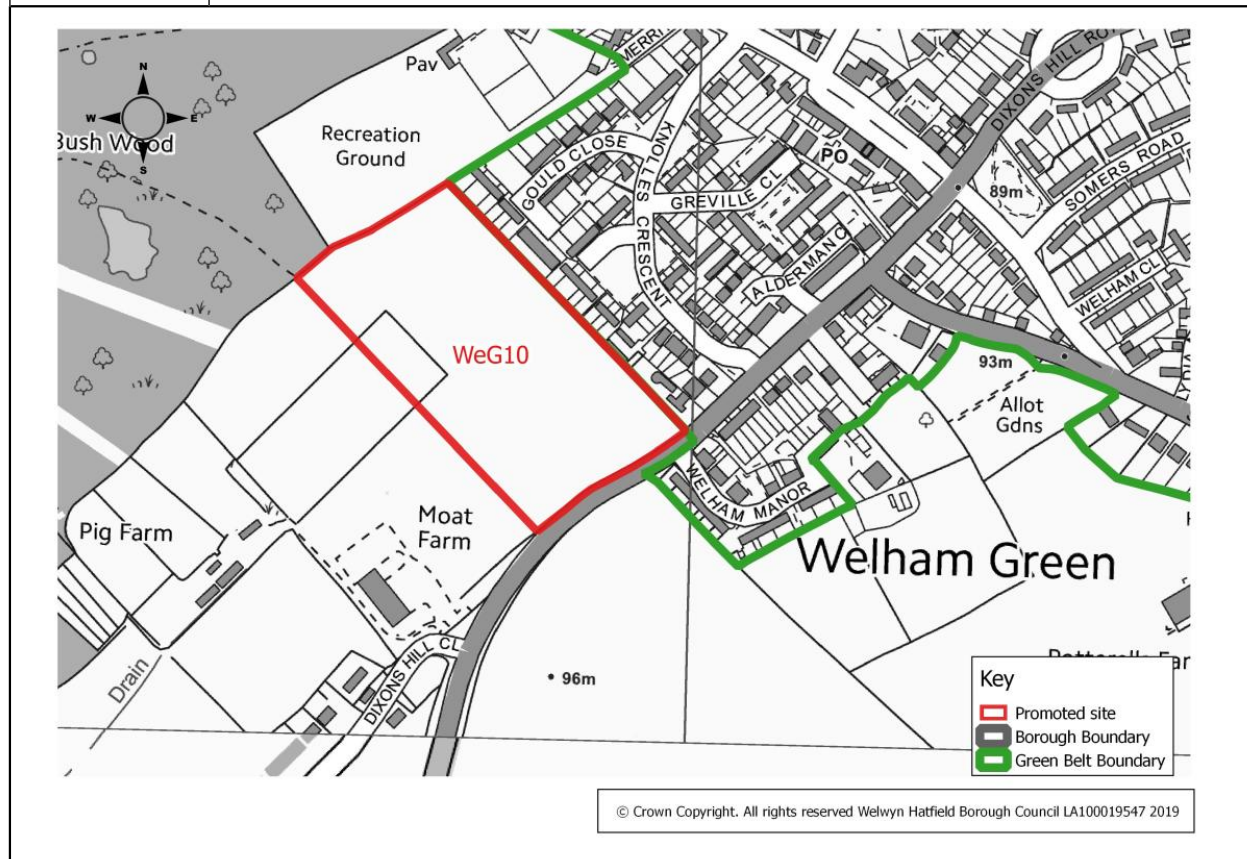 N
W
E
S
Bush Wood
Pav
Recreation
Ground
MERRI
GOULD CLOSE
KNOLLES CRESCENT
GREVILLE CL
PO
DIXONS HILL RO
89m
SOMERS ROAD
ALDERMAN C
WELHAM CL
WeG10
93m
Allot
Gdns
WELHAM MANOR
Moat
Farm
Pig Farm
Welham Green
Drain
DIXONS HILL CL
96m
Key
Promoted site
Borough Boundary
Green Belt Boundary
© Crown Copyright. All rights reserved Welwyn Hatfield Borough Council LA100019547 2019